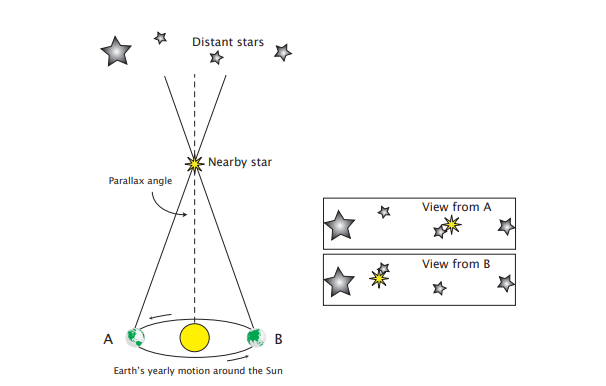 Distant stars
Nearby star
Parallax angle
View from A
View from B
A
B
Earth's yearly motion around the Sun